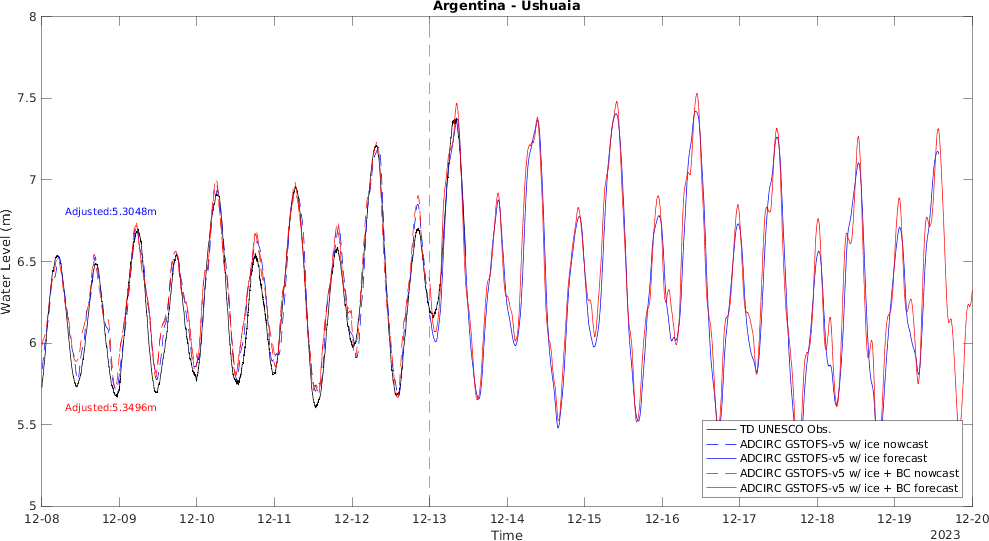 Argentina - Ushuaia
Water Level (m)
8
7.5
7
6.5
6
5.5
5
Adjusted:5.3048m
Adjusted:5.3496m
TD UNESCO Obs.
ADCIRC GSTOFS-v5 w/ ice nowcast
ADCIRC GSTOFS-v5 w/ ice forecast
ADCIRC GSTOFS-v5 w/ ice + BC nowcast
ADCIRC GSTOFS-v5 w/ ice + BC forecast
12-08 12-09 12-10 12-11 12-12 12-13 12-14 12-15 12-16 12-17 12-18 12-19 12-20
Time
2023